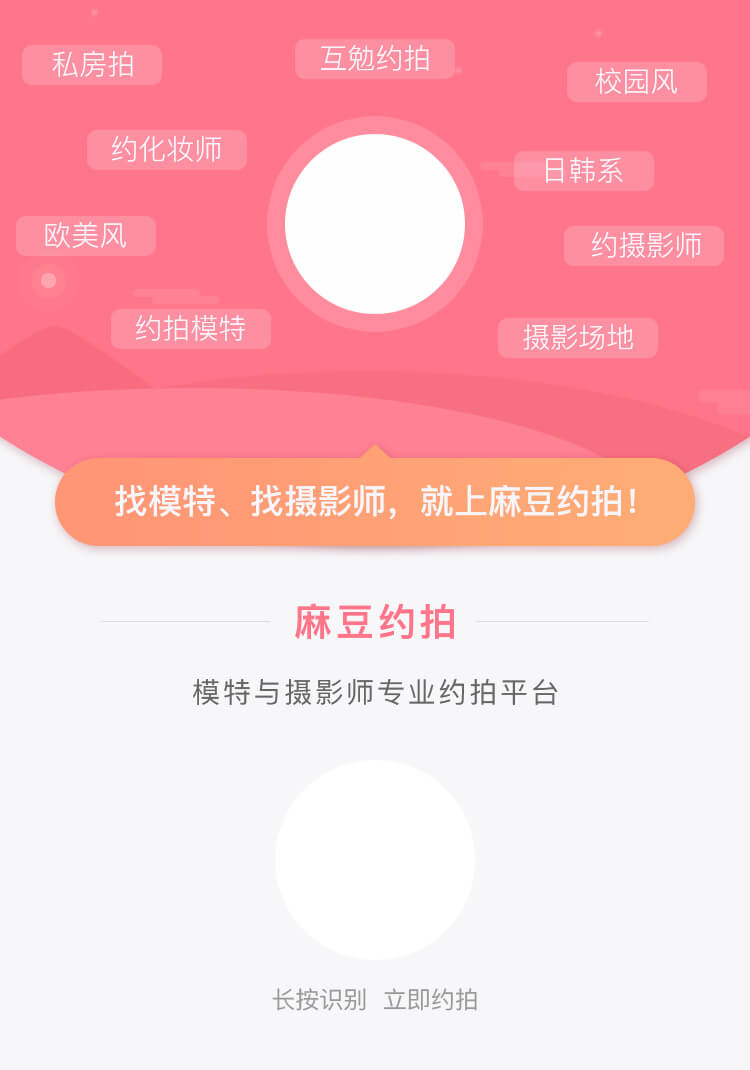 私房拍
互勉约拍
校园风
约化妆师
日韩系
欧美风
约摄影师
约拍模特
摄影场地
找模特、找摄影师，就上麻豆约拍！
麻豆约拍
模特与摄影师专业约拍平台
长按识别 立即约拍